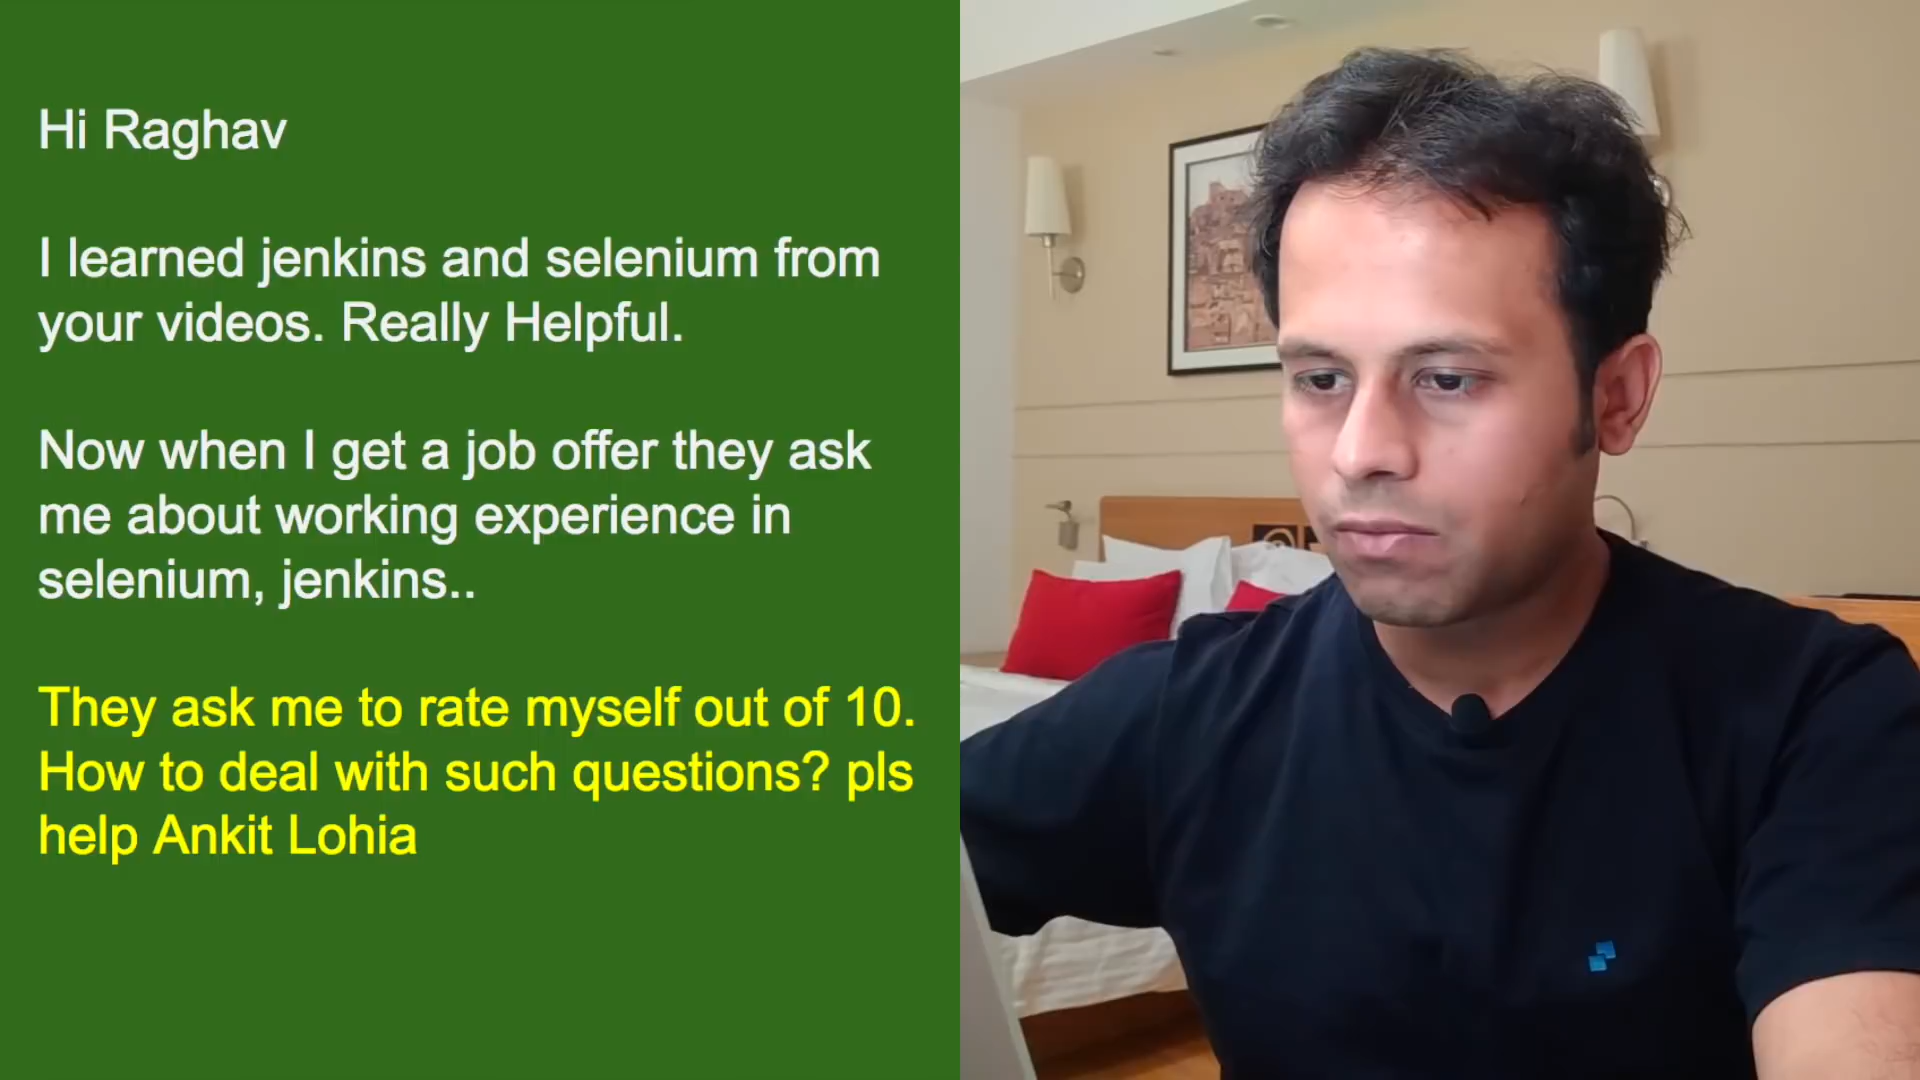 Hi Raghav
I learned jenkins and selenium from
your videos. Really Helpful.
Now when I get a job offer they ask
me about working experience in
selenium, jenkins..
They ask me to rate myself out of 10.
How to deal with such questions? pls
help Ankit Lohia